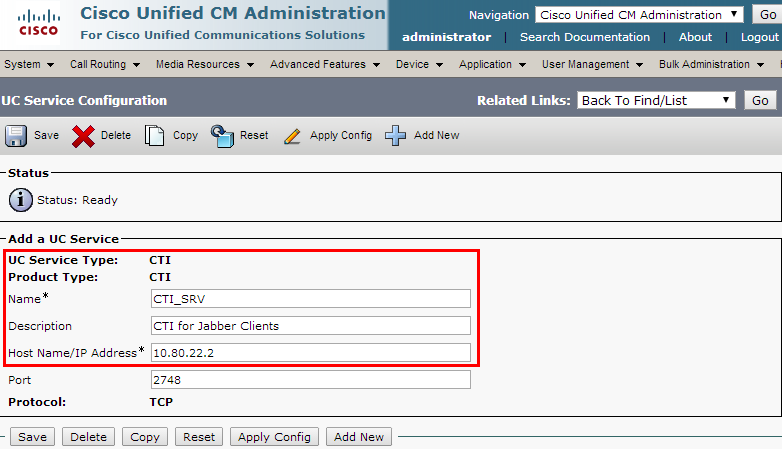 Cisco Unified CM Administration
CISCO
For Cisco Unified Communications Solutions
Navigation Cisco Unified CM Administration Go
administrator | Search Documentation | About | Logout
System Call Routing Media Resources Advanced Features Device Application User Management Bulk Administration
UC Service Configuration
Related Links: Back To Find/List Go
Save Delete Copy Reset Apply Config Add New
Status
i Status: Ready
Add a UC Service
UC Service Type: CTI
Product Type: CTI
Name* CTI_SRV
Description CTI for Jabber Clients
Host Name/IP Address* 10.80.22.2
Port 2748
Protocol: TCP
Save Delete Copy Reset Apply Config Add New